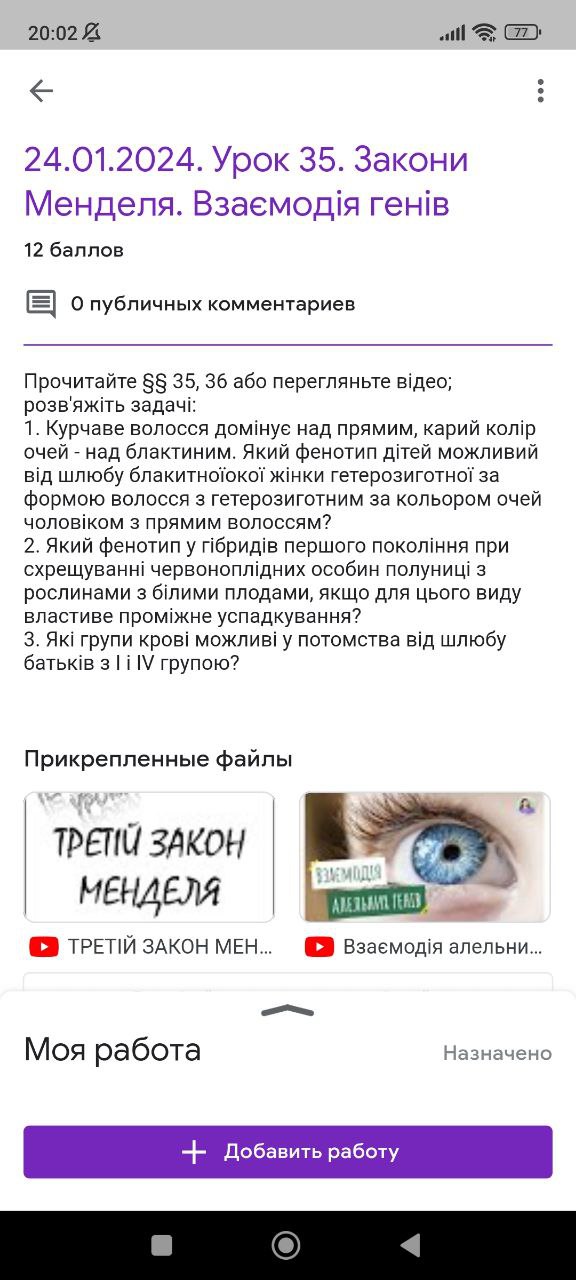 20:02
77
24.01.2024. Урок 35. Закони
Менделя. Взаємодія генів
12 баллов
0 публичных комментариев
Прочитайте §§ 35, 36 або перегляньте відео;
розв'яжіть задачі:
1. Курчаве волосся домінує над прямим, карий колір
очей - над блактиним. Який фенотип дітей можливий
від шлюбу блакитноїокої жінки гетерозиготної за
формою волосся з гетерозиготним за кольором очей
чоловіком з прямим волоссям?
2. Який фенотип у гібридів першого покоління при
схрещуванні червоноплідних особин полуниці з
рослинами з білими плодами, якщо для цього виду
властиве проміжне успадкування?
3. Які групи крові можливі у потомства від шлюбу
батьків з І і IV групою?
Прикрепленные файлы
ТРЕТІЙ ЗАКОН
МЕНДЕЛЯ
ВЗАЄМОДІЯ
АЛЕЛЬНИХ ГЕНІВ
ТРЕТІЙ ЗАКОН МЕН...
Взаємодія алельни...
Моя работа
Назначено
Добавить работу